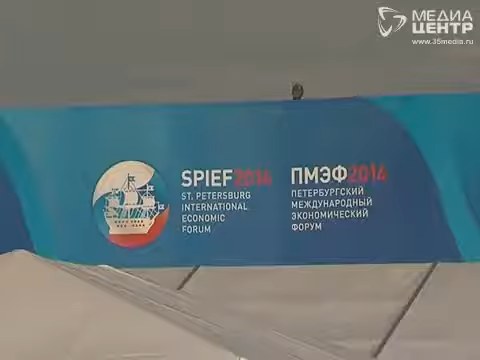 МЕДИА
ЦЕНТР
www.35media.ru
SPIEF 2014
ST. PETERSBURG
INTERNATIONAL
ECONOMIC
FORUM
ПМЭФ 2014
ПЕТЕРБУРГСКИЙ
МЕЖДУНАРОДНЫЙ
ЭКОНОМИЧЕСКИЙ
ФОРУМ